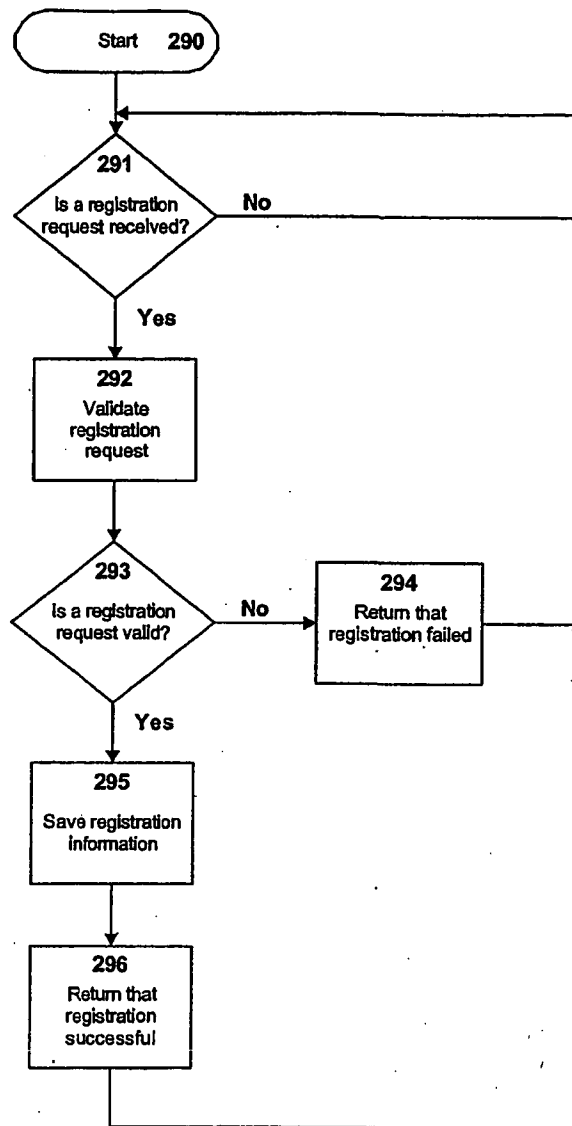 Start 290
291
Is a registration
request received?
No
Yes
292
Validate
registration
request
293
Is a registration
request valid?
No
294
Return that
registration failed
Yes
295
Save registration
information
296
Return that
registration
successful